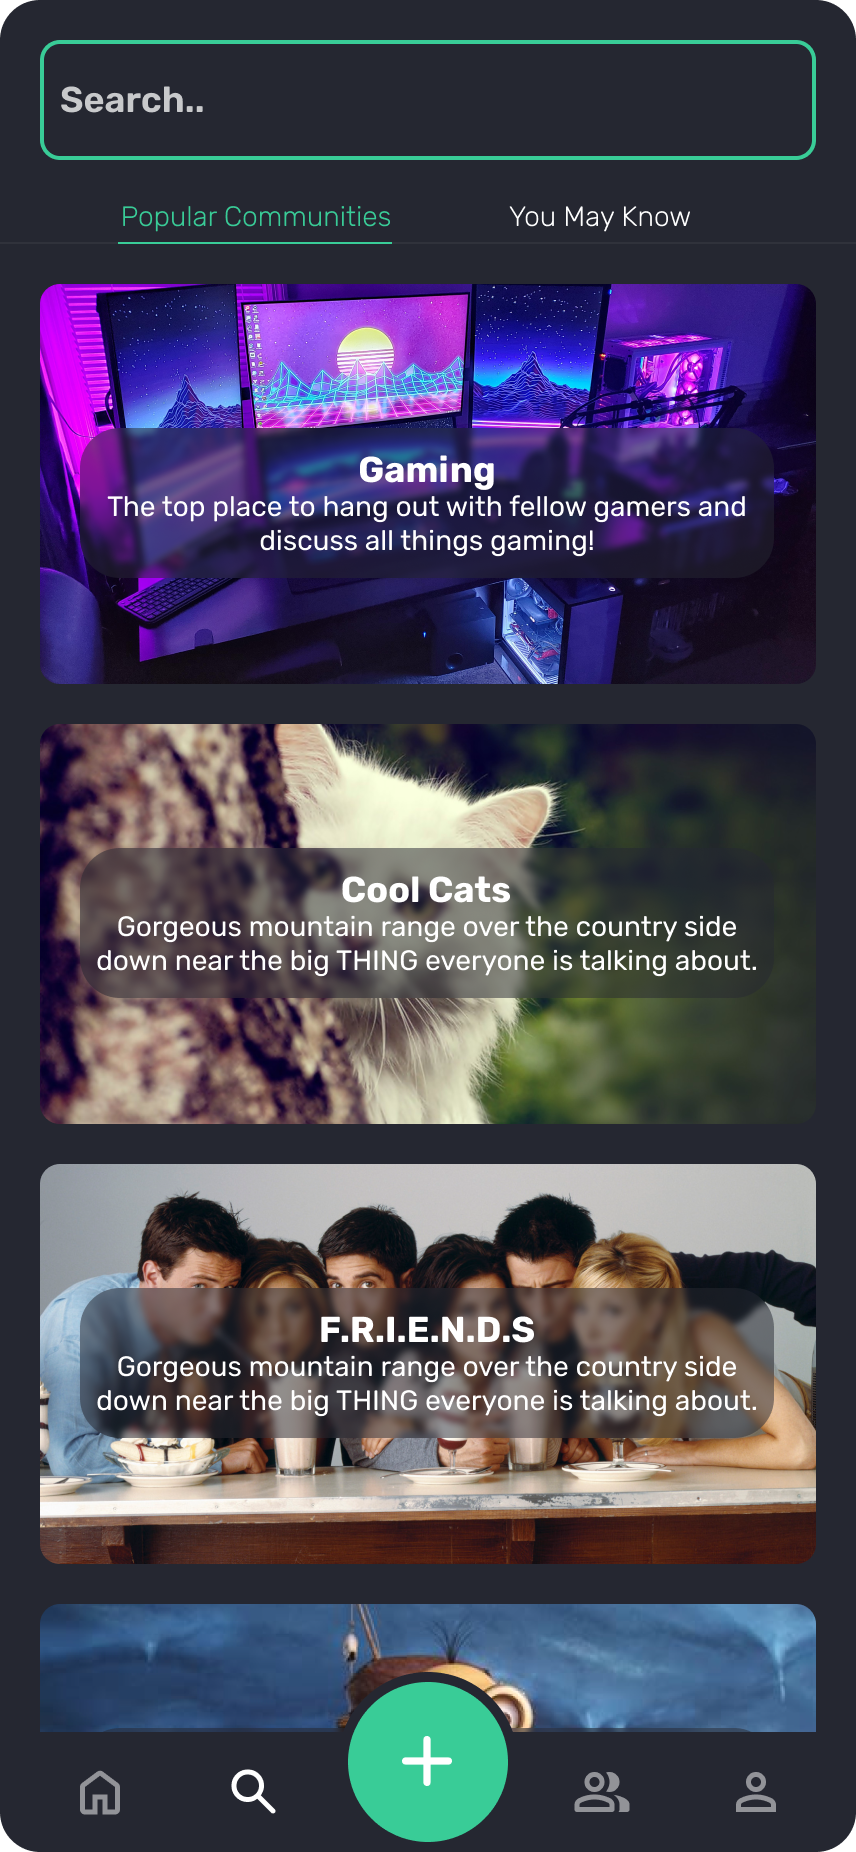 Search..
Popular Communities
You May Know
Gaming
The top place to hang out with fellow gamers and
discuss all things gaming!
Cool Cats
Gorgeous mountain range over the country side
down near the big THING everyone is talking about.
F.R.I.E.N.D.S
Gorgeous mountain range over the country side
down near the big THING everyone is talking about.